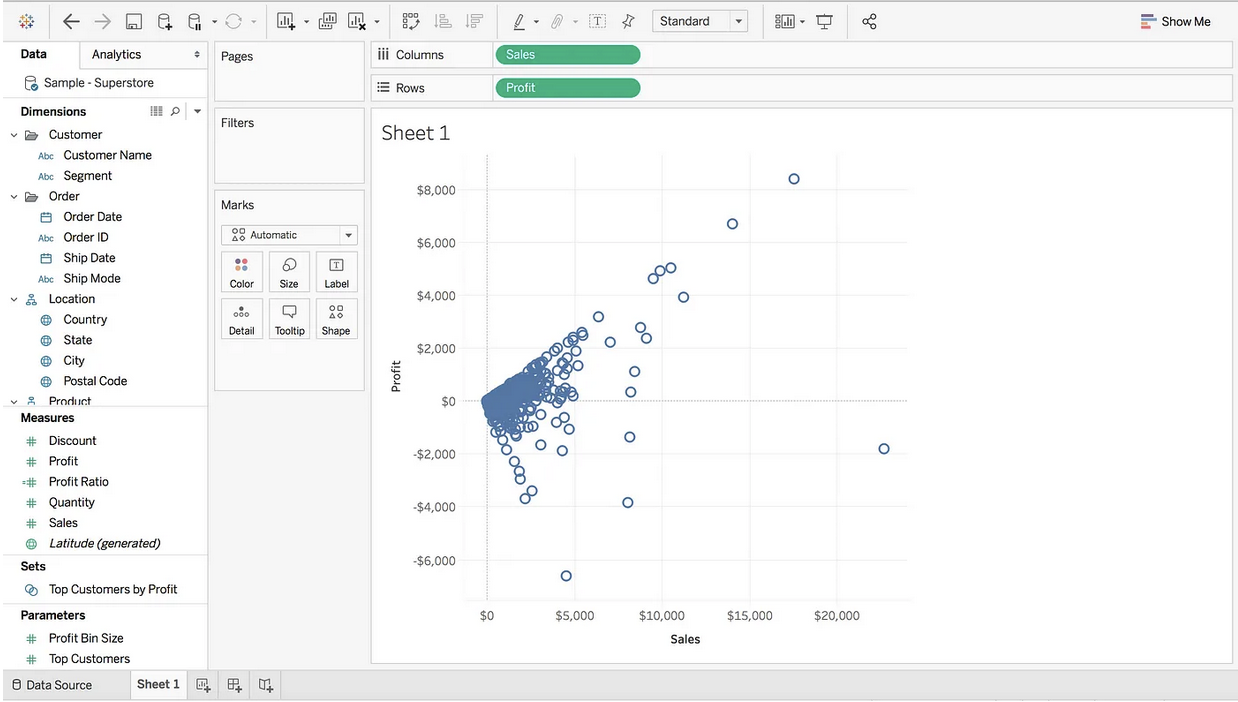 Standard
Show Me
Data
Analytics
Sample - Superstore
Dimensions
Customer
Abc Customer Name
Abc Segment
Order
Order Date
Abc Order ID
Ship Date
Abc Ship Mode
Location
Country
State
City
Postal Code
Product
Measures
# Discount
# Profit
=# Profit Ratio
# Quantity
# Sales
Latitude (generated)
Sets
Top Customers by Profit
Parameters
# Profit Bin Size
# Top Customers
Pages
Filters
Marks
Automatic
Color
Size
T
Label
Detail
Tooltip
Shape
Columns
Sales
Rows
Profit
Sheet 1
$8,000
$6,000
$4,000
$2,000
$0
-$2,000
-$4,000
-$6,000
Profit
$0
$5,000
$10,000
$15,000
$20,000
Sales
Data Source
Sheet 1